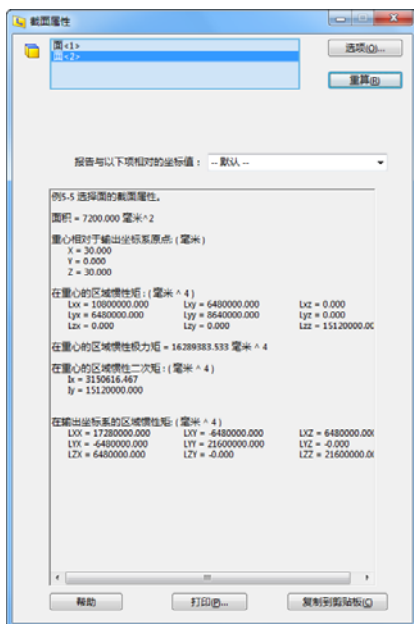 截面属性
面<1>
面<2>
选项(O)...
重算(R)
报告与以下项相对的坐标值： -- 默认 --
例5-5 选择面的截面属性。
面积 = 7200.000 毫米^2
重心相对于输出坐标系原点: ( 毫米 )
X = 30.000
Y = 0.000
Z = 30.000
在重心的区域惯性矩: ( 毫米 ^ 4 )
Lxx = 10800000.000 Lxy = 6480000.000 Lxz = 0.000
Lyx = 6480000.000 Lyy = 8640000.000 Lyz = 0.000
Lzx = 0.000 Lzy = 0.000 Lzz = 15120000.00
在重心的区域惯性极力矩 = 16289383.533 毫米 ^ 4
在重心的区域惯性二次矩: ( 毫米 ^ 4 )
Ix = 3150616.467
Iy = 15120000.000
在输出坐标系的区域惯性矩: ( 毫米 ^ 4 )
LXX = 17280000.000 LXY = -6480000.000 LXZ = 6480000.00
LYX = -6480000.000 LYY = 21600000.000 LYZ = -0.000
LZX = 6480000.000 LZY = -0.000 LZZ = 21600000.00
帮助 打印(P)... 复制到剪贴板(C)